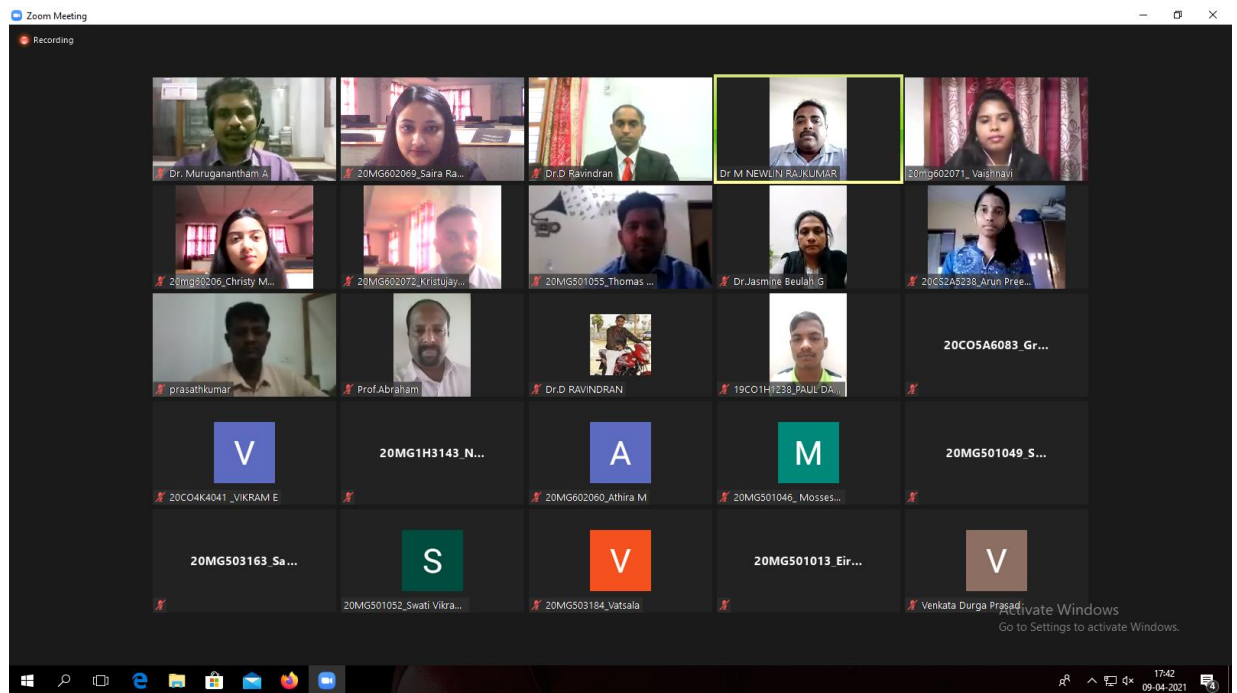 Zoom Meeting
Recording
Dr. Muruganantham A
20MG602069_Saira Ra...
Dr.D Ravindran
Dr M NEWLIN RAJKUMAR
20mg602071_ Vaishnavi
20mg60206_Christy M...
20MG602072_Kristujay...
20MG501055_Thomas ...
Dr.Jasmine Beulah G
20CS2A5238_Arun Pree...
prasathkumar
Prof.Abraham
Dr.D RAVINDRAN
19CO1H1238_PAUL DA...
20CO5A6083_Gr...
V
20CO4K4041 _VIKRAM E
20MG1H3143_N...
A
20MG602060_Athira M
M
20MG501046_ Mosses...
20MG501049_S...
20MG503163_Sa...
S
20MG501052_Swati Vikra...
V
20MG503184_Vatsala
20MG501013_Eir...
V
Venkata Durga Prasad
Activate Windows
Go to Settings to activate Windows.
17:42
09-04-2021
4